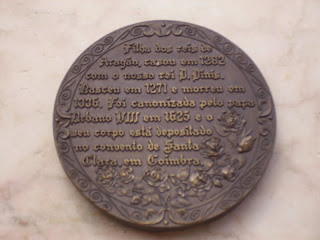 Filha dos reis de
Aragão, casou em 1282
com o nosso rei D. Dinis.
Nasceu em 1271 e morreu em
1336. Foi canonizada pelo papa
Urbano VIII em 1625 e o
seu corpo está depositado
no convento de Santa
Clara, em Coimbra.